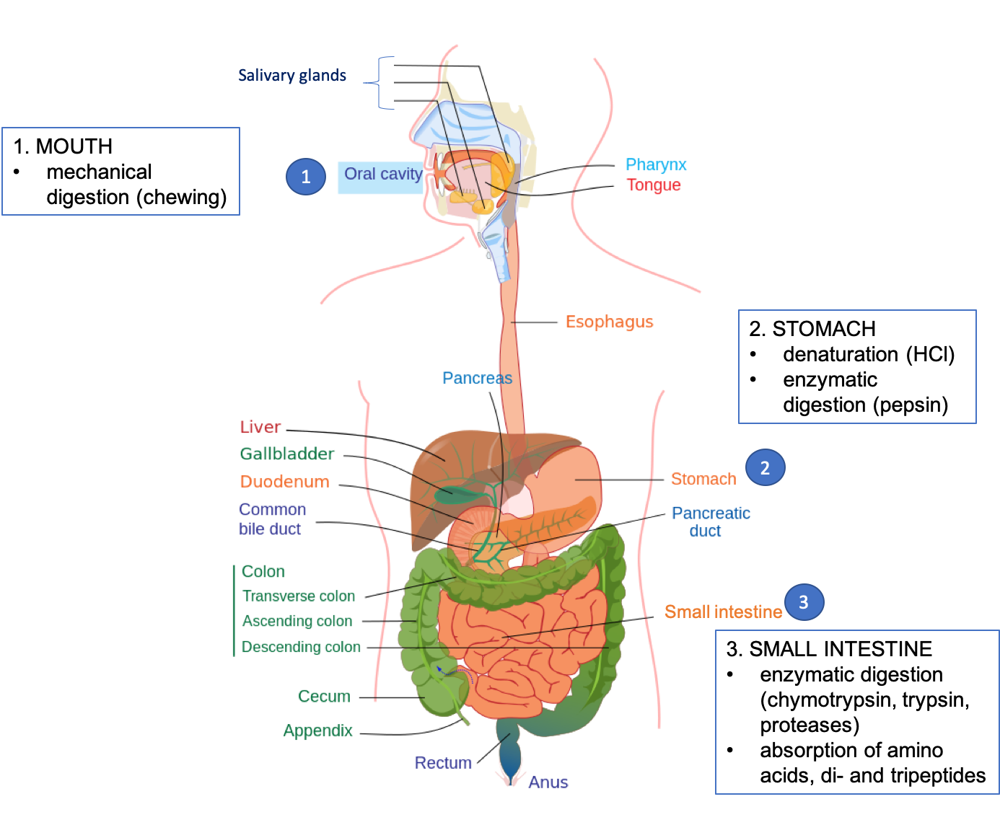 Salivary glands
1. MOUTH
• mechanical
digestion (chewing)
1
Oral cavity
Pharynx
Tongue
Esophagus
2. STOMACH
• denaturation (HCl)
• enzymatic
digestion (pepsin)
Pancreas
Liver
Gallbladder
Duodenum
Common
bile duct
2
Stomach
Pancreatic
duct
Colon
Transverse colon
Ascending colon
Descending colon
Small intestine
3
3. SMALL INTESTINE
• enzymatic digestion
(chymotrypsin, trypsin,
proteases)
• absorption of amino
acids, di- and tripeptides
Cecum
Appendix
Rectum
Anus